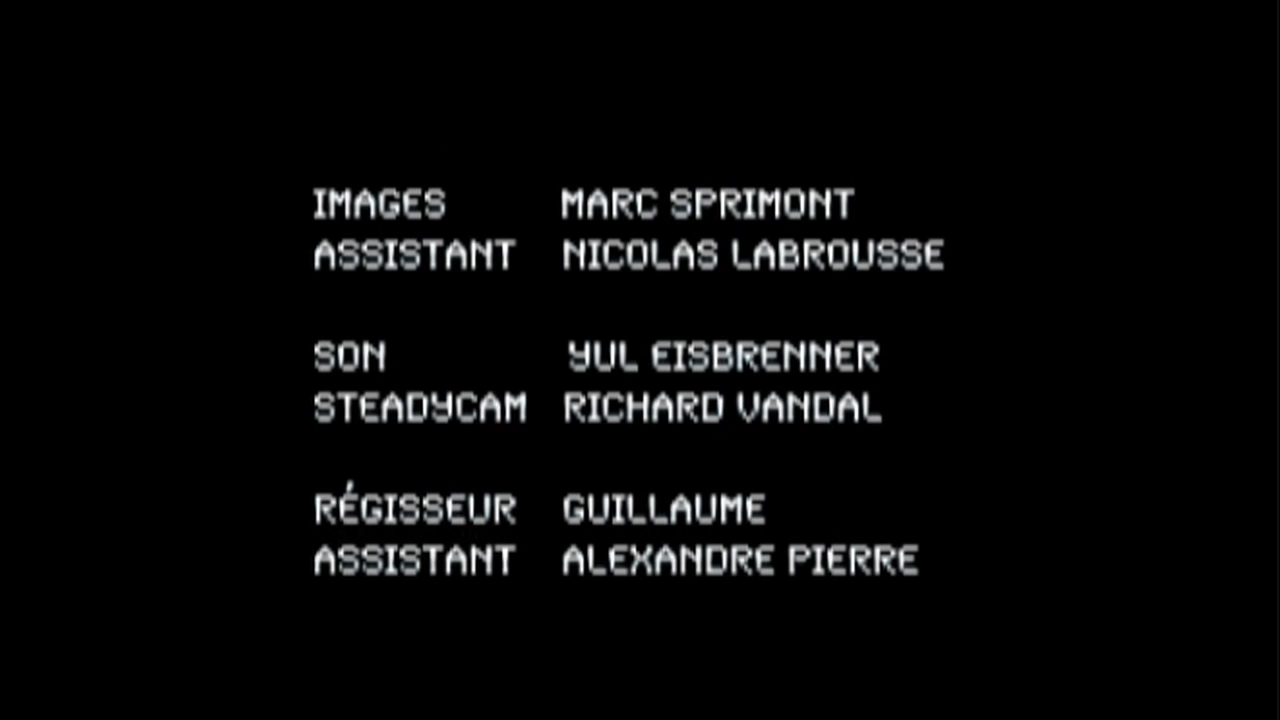 IMAGES MARC SPRIMONT
ASSISTANT NICOLAS LABROUSSE
SON YUL EISBRENNER
STEADYCAM RICHARD VANDAL
RÉGISSEUR GUILLAUME
ASSISTANT ALEXANDRE PIERRE